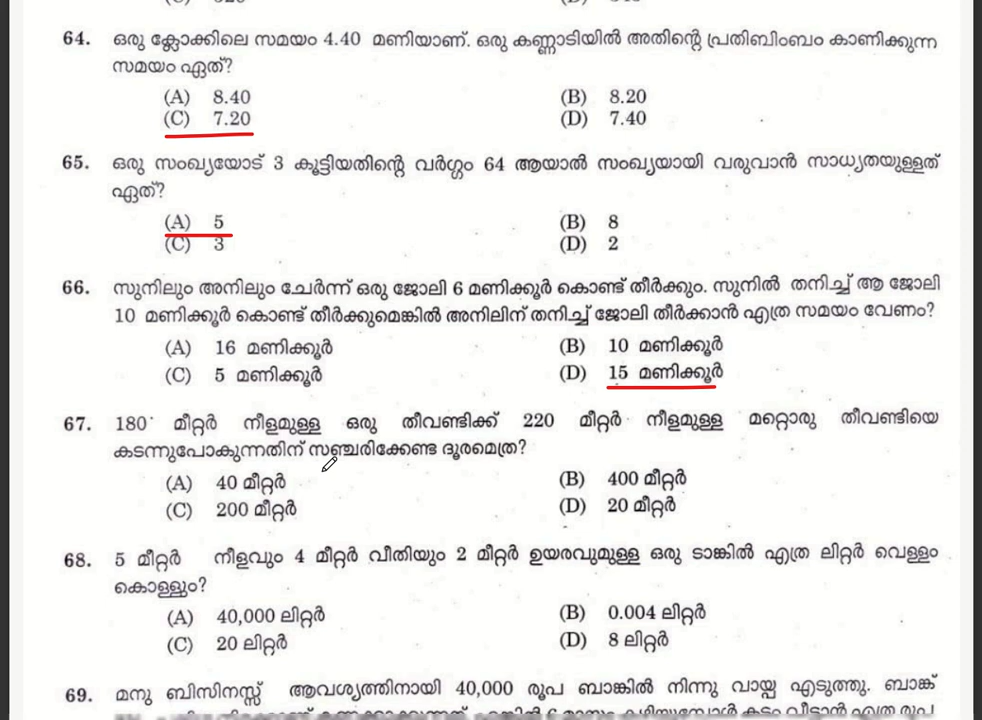 64. ഒരു ക്ലോക്കിലെ സമയം 4.40 മണിയാണ്. ഒരു കണ്ണാടിയിൽ അതിന്റെ പ്രതിബിംബം കാണിക്കുന്ന
സമയം ഏത്?
(A) 8.40 (B) 8.20
(C) 7.20 (D) 7.40
65. ഒരു സംഖ്യയോട് 3 കൂട്ടിയതിന്റെ വർഗ്ഗം 64 ആയാൽ സംഖ്യയായി വരുവാൻ സാധ്യതയുള്ളത്
ഏത്?
(A) 5 (B) 8
(C) 3 (D) 2
66. സുനിലും അനിലും ചേർന്ന് ഒരു ജോലി 6 മണിക്കൂർ കൊണ്ട് തീർക്കും. സുനിൽ തനിച്ച് ആ ജോലി
10 മണിക്കൂർ കൊണ്ട് തീർക്കുമെങ്കിൽ അനിലിന് തനിച്ച് ജോലി തീർക്കാൻ എത്ര സമയം വേണം?
(A) 16 മണിക്കൂർ (B) 10 മണിക്കൂർ
(C) 5 മണിക്കൂർ (D) 15 മണിക്കൂർ
67. 180 മീറ്റർ നീളമുള്ള ഒരു തീവണ്ടിക്ക് 220 മീറ്റർ നീളമുള്ള മറ്റൊരു തീവണ്ടിയെ
കടന്നുപോകുന്നതിന് സഞ്ചരിക്കേണ്ട ദൂരമെത്ര?
(A) 40 മീറ്റർ (B) 400 മീറ്റർ
(C) 200 മീറ്റർ (D) 20 മീറ്റർ
68. 5 മീറ്റർ നീളവും 4 മീറ്റർ വീതിയും 2 മീറ്റർ ഉയരവുമുള്ള ഒരു ടാങ്കിൽ എത്ര ലിറ്റർ വെള്ളം
കൊള്ളും?
(A) 40,000 ലിറ്റർ (B) 0.004 ലിറ്റർ
(C) 20 ലിറ്റർ (D) 8 ലിറ്റർ
69. മനു ബിസിനസ്സ് ആവശ്യത്തിനായി 40,000 രൂപ ബാങ്കിൽ നിന്നു വായ്പ എടുത്തു. ബാങ്ക്